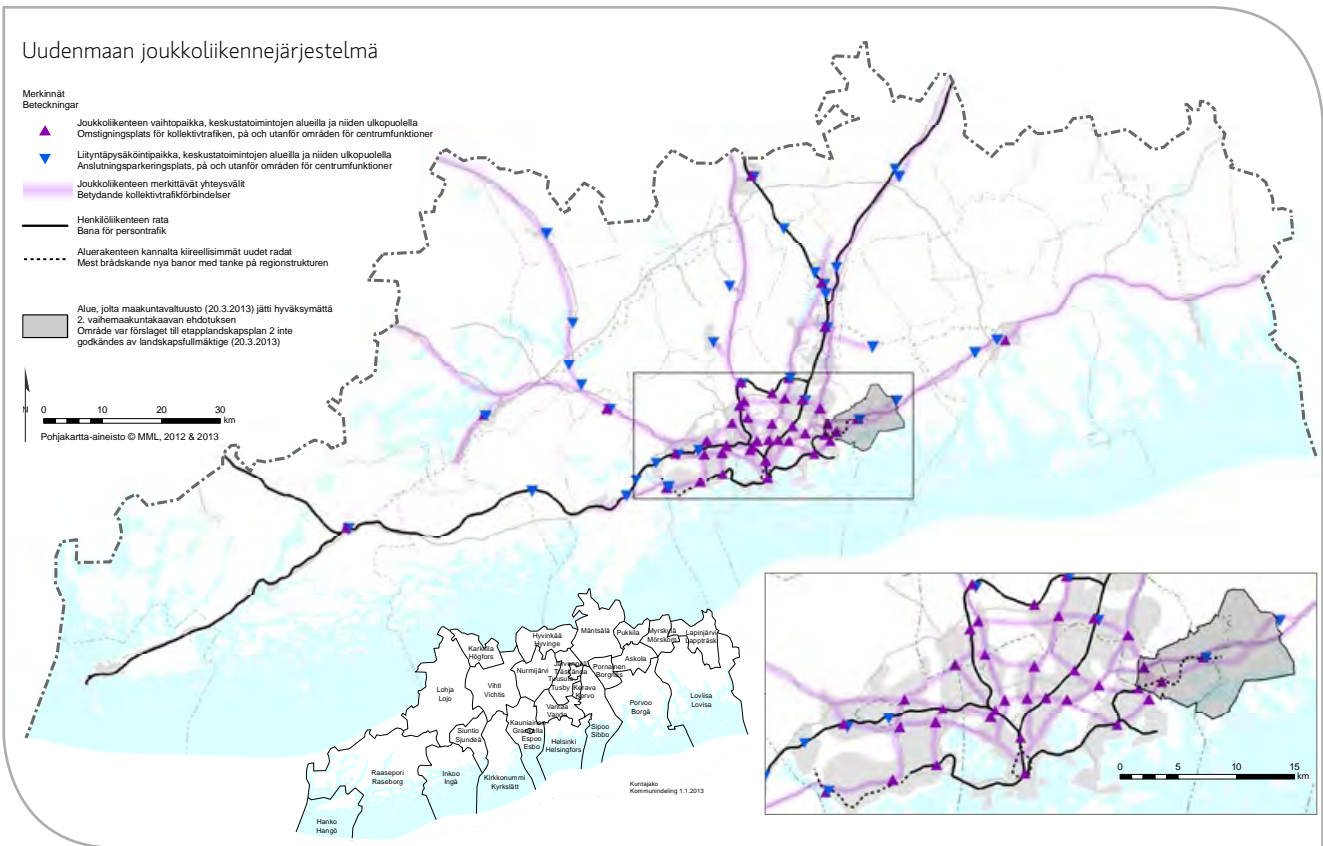 Uudenmaan joukkoliikennejärjestelmä
Merkinnät
Beteckningar
Joukkoliikenteen vaihtopaikka, keskustatoimintojen alueilla ja niiden ulkopuolella
Omstigningsplats för kollektivtrafiken, på och utanför områden för centrumfunktioner
Liityntäpysäköintipaikka, keskustatoimintojen alueilla ja niiden ulkopuolella
Anslutningsparkeringsplats, på och utanför områden för centrumfunktioner
Joukkoliikenteen merkittävät yhteysvälit
Betydande kollektivtrafikförbindelser
Henkilöliikenteen rata
Bana för persontrafik
Aluerakenteen kannalta kiireellisimmät uudet radat
Mest brådskande nya banor med tanke på regionstrukturen
Alue, jolta maakuntavaltuusto (20.3.2013) jätti hyväksymättä
2. vaihemaakuntakaavan ehdotuksen
Område var förslaget till etapplandskapsplan 2 inte
godkändes av landskapsfullmäktige (20.3.2013)
N
0 10 20 30
km
Pohjakartta-aineisto © MML, 2012 & 2013
Karkkila
Högfors
Hyvinkää
Hyvinge
Mäntsälä
Pukkila
Myrskylä
Mörskom
Lapinjärvi
Lappträsk
Lohja
Lojo
Vihti
Vichtis
Nurmijärvi
Träskända
Tuusula
Tusby
Kerava
Kervo
Pornainen
Borgnäs
Askola
Vantaa
Vanda
Porvoo
Borgå
Loviisa
Lovisa
Siuntio
Sjundeå
Kauniainen
Grankulla
Espoo
Esbo
Helsinki
Helsingfors
Sipoo
Sibbo
Raasepori
Raseborg
Inkoo
Ingå
Kirkkonummi
Kyrkslätt
Hanko
Hangö
Kuntajako
Kommunindelning 1.1.2013
0 5 10 15
km